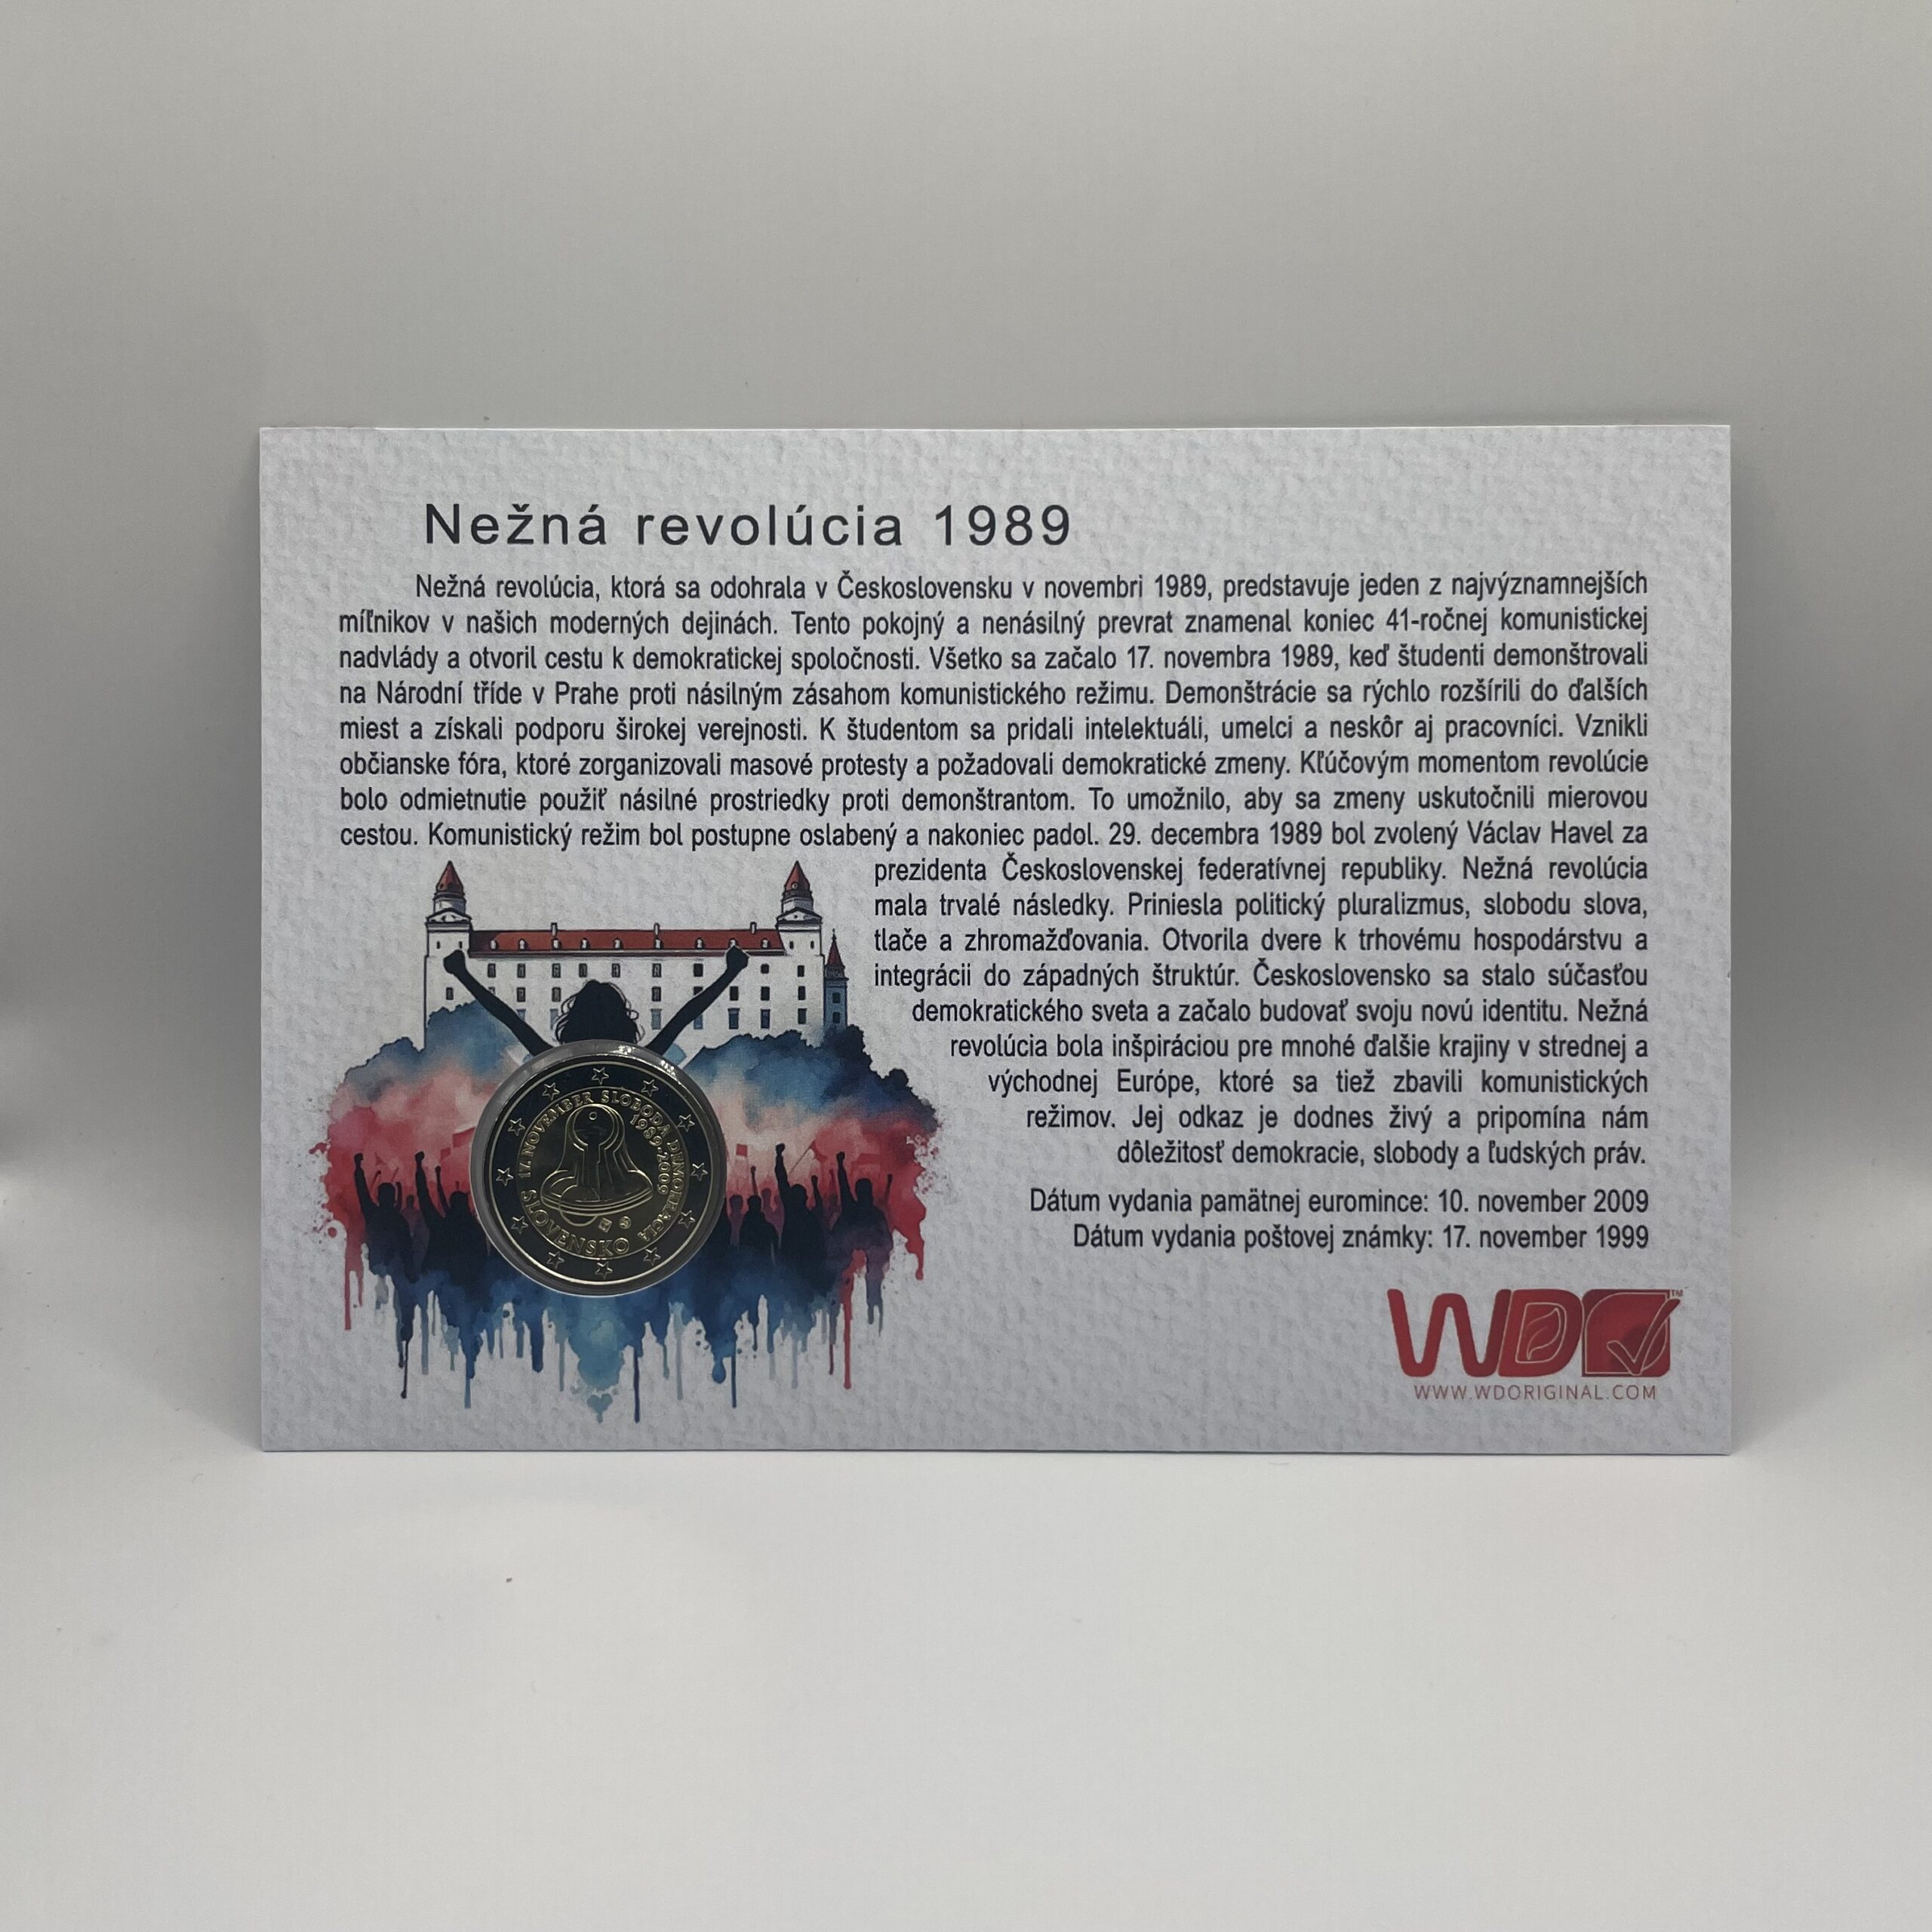 Nežná revolúcia 1989
Nežná revolúcia, ktorá sa odohrala v Československu v novembri 1989, predstavuje jeden z najvýznamnejších
míľnikov v našich moderných dejinách. Tento pokojný a nenásilný prevrat znamenal koniec 41-ročnej komunistickej
nadvlády a otvoril cestu k demokratickej spoločnosti. Všetko sa začalo 17. novembra 1989, keď študenti demonštrovali
na Národní tříde v Prahe proti násilným zásahom komunistického režimu. Demonštrácie sa rýchlo rozšírili do ďalších
miest a získali podporu širokej verejnosti. K študentom sa pridali intelektuáli, umelci a neskôr aj pracovníci. Vznikli
občianske fóra, ktoré zorganizovali masové protesty a požadovali demokratické zmeny. Kľúčovým momentom revolúcie
bolo odmietnutie použiť násilné prostriedky proti demonštrantom. To umožnilo, aby sa zmeny uskutočnili mierovou
cestou. Komunistický režim bol postupne oslabený a nakoniec padol. 29. decembra 1989 bol zvolený Václav Havel za
prezidenta Československej federatívnej republiky. Nežná revolúcia
mala trvalé následky. Priniesla politický pluralizmus, slobodu slova,
tlače a zhromažďovania. Otvorila dvere k trhovému hospodárstvu a
integrácii do západných štruktúr. Československo sa stalo súčasťou
demokratického sveta a začalo budovať svoju novú identitu. Nežná
revolúcia bola inšpiráciou pre mnohé ďalšie krajiny v strednej a
východnej Európe, ktoré sa tiež zbavili komunistických
režimov. Jej odkaz je dodnes živý a pripomína nám
dôležitosť demokracie, slobody a ľudských práv.
Dátum vydania pamätnej euromince: 10. november 2009
Dátum vydania poštovej známky: 17. november 1999
17. NOVEMBER SLOBODA DEMOKRACIA
1989-2009
SLOVENSKO
WDO™
WWW.WDORIGINAL.COM